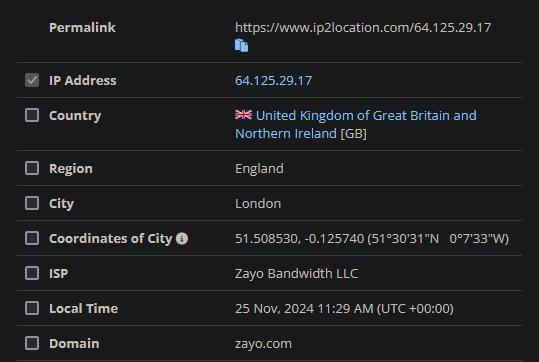 Permalink https://www.ip2location.com/64.125.29.17
IP Address 64.125.29.17
Country United Kingdom of Great Britain and
Northern Ireland [GB]
Region England
City London
Coordinates of City 51.508530, -0.125740 (51°30'31"N 0°7'33"W)
ISP Zayo Bandwidth LLC
Local Time 25 Nov, 2024 11:29 AM (UTC +00:00)
Domain zayo.com